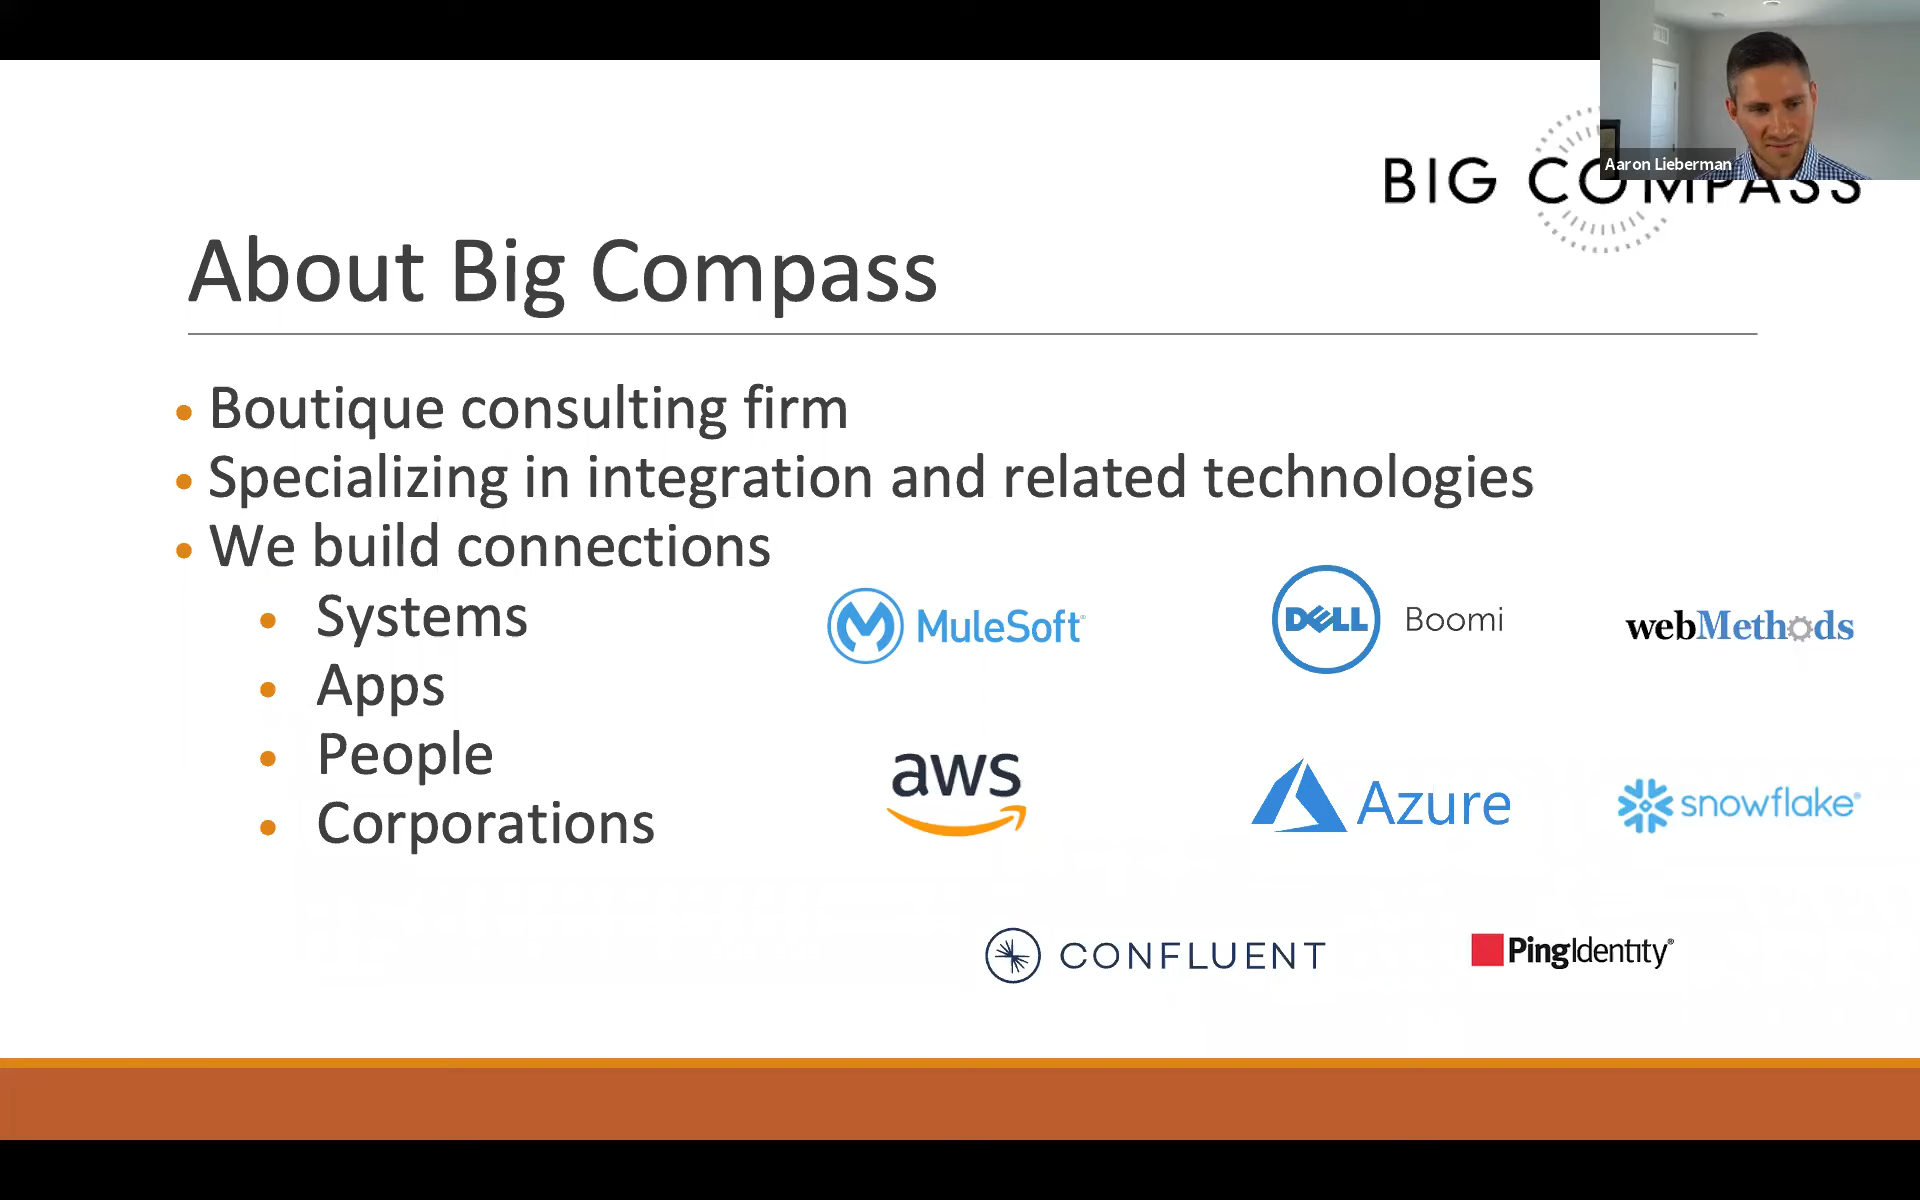 Aaron Lieberman
BIG COMPASS
About Big Compass
• Boutique consulting firm
• Specializing in integration and related technologies
• We build connections
• Systems
• Apps
• People
• Corporations
MuleSoft
DELL Boomi
webMethods
aws
Azure
snowflake®
CONFLUENT
PingIdentity®